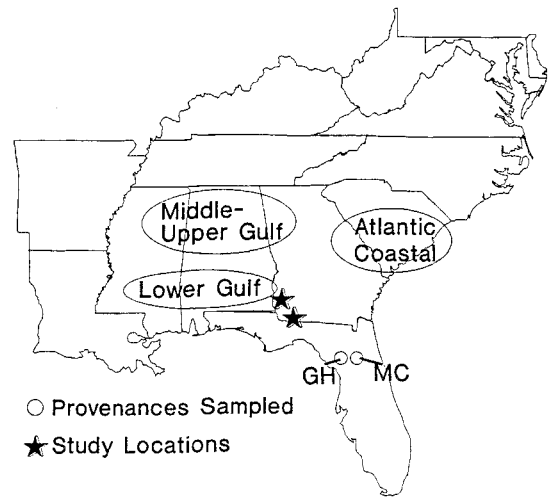 Middle-
Upper Gulf
Atlantic
Coastal
Lower Gulf
GH
MC
Provenances Sampled
Study Locations